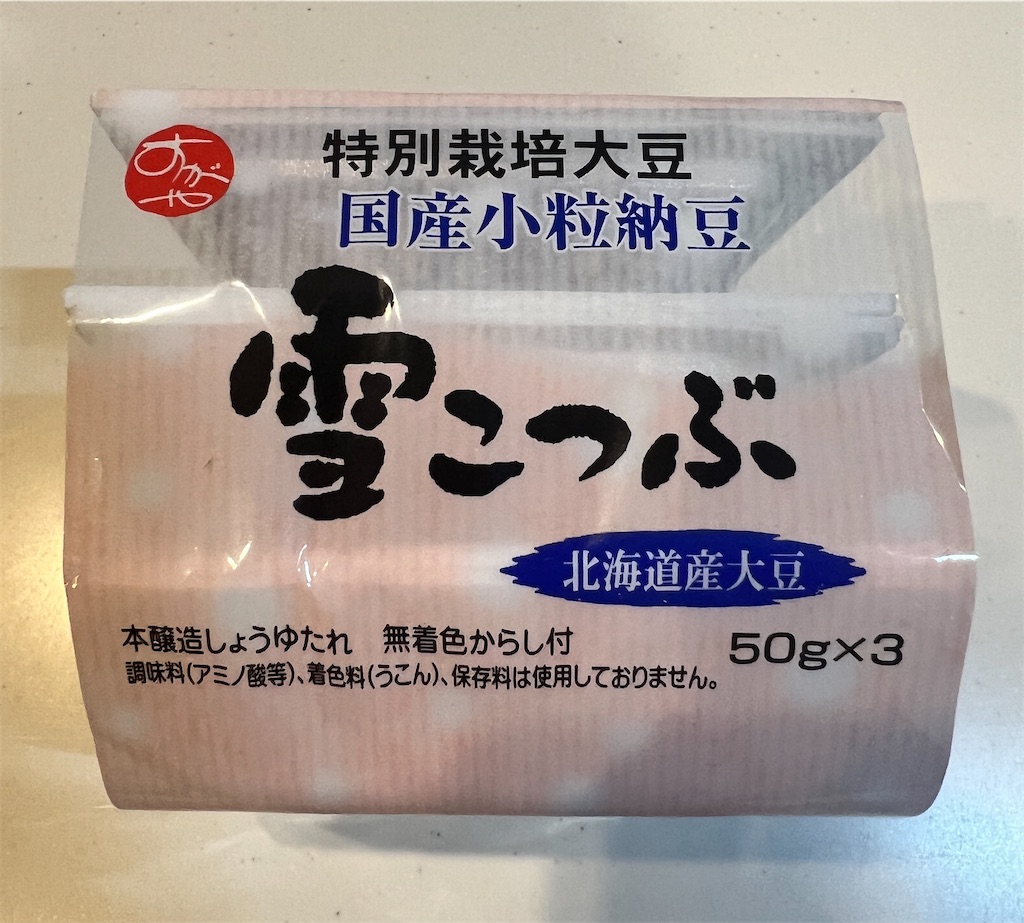 すがや
特別栽培大豆
国産小粒納豆
雪こつぶ
北海道産大豆
本醸造しょうゆたれ　無着色からし付
50g×3
調味料(アミノ酸等)、着色料(うこん)、保存料は使用しておりません。